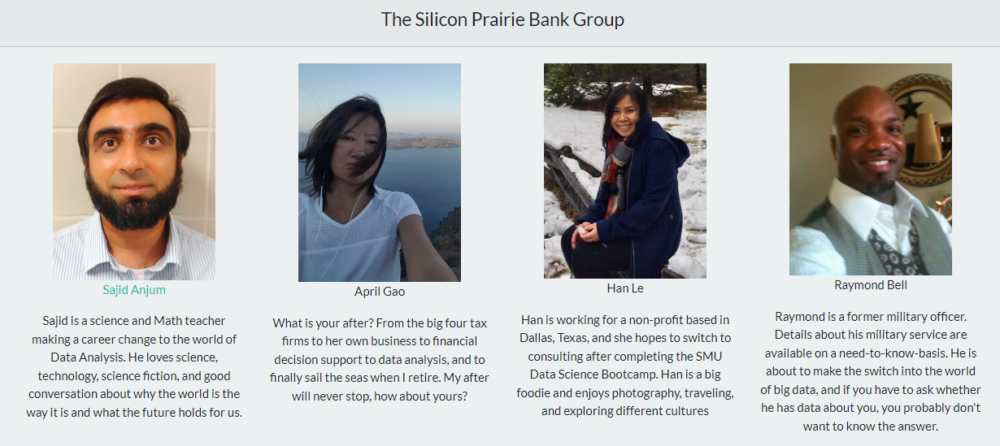 The Silicon Prairie Bank Group
Sajid Anjum
Sajid is a science and Math teacher
making a career change to the world of
Data Analysis. He loves science,
technology, science fiction, and good
conversation about why the world is the
way it is and what the future holds for us.
April Gao
What is your after? From the big four tax
firms to her own business to financial
decision support to data analysis, and to
finally sail the seas when I retire. My after
will never stop, how about yours?
Han Le
Han is working for a non-profit based in
Dallas, Texas, and she hopes to switch to
consulting after completing the SMU
Data Science Bootcamp. Han is a big
foodie and enjoys photography, traveling,
and exploring different cultures
Raymond Bell
Raymond is a former military officer.
Details about his military service are
available on a need-to-know-basis. He is
about to make the switch into the world
of big data, and if you have to ask whether
he has data about you, you probably don't
want to know the answer.